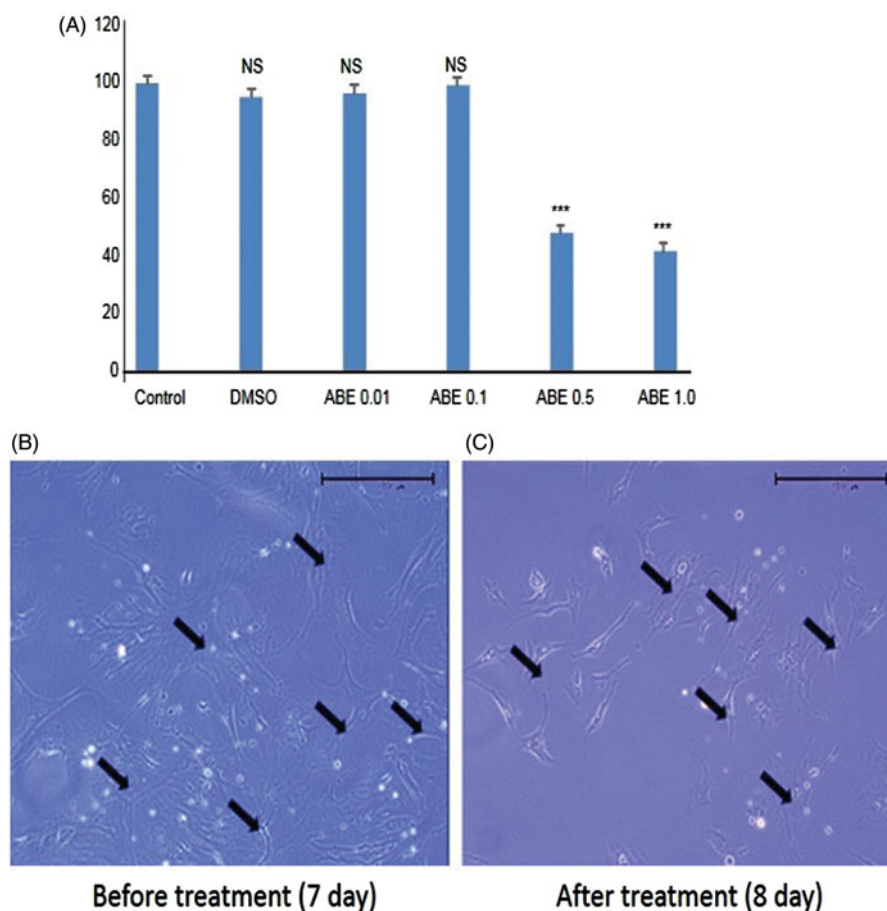 (A)
120
100
80
60
40
20
0
NS NS NS
*** ***
Control DMSO ABE 0.01 ABE 0.1 ABE 0.5 ABE 1.0
(B) (C)
Before treatment (7 day) After treatment (8 day)